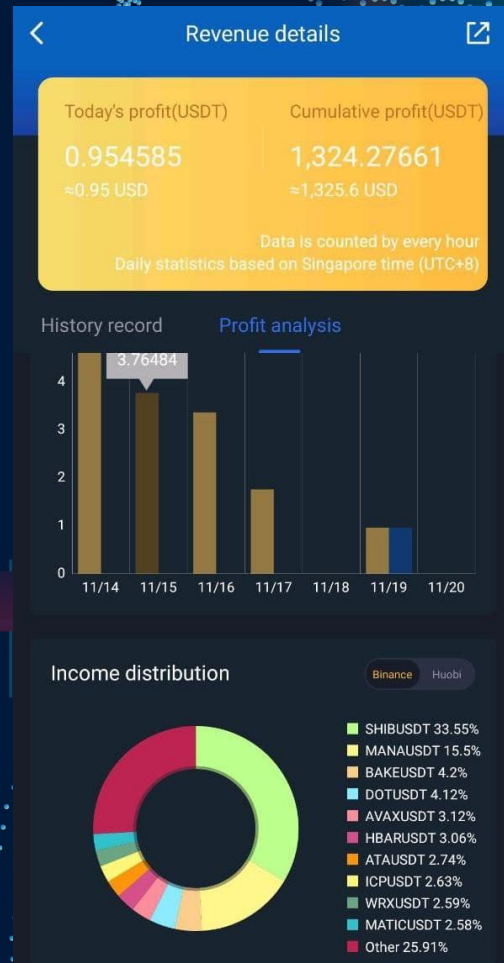 Revenue details
Today's profit(USDT) Cumulative profit(USDT)
0.954585 1,324.27661
≈0.95 USD ≈1,325.6 USD
Data is counted by every hour
Daily statistics based on Singapore time (UTC+8)
History record Profit analysis
3.76484
4
3
2
1
0
11/14 11/15 11/16 11/17 11/18 11/19 11/20
Income distribution
Binance Huobi
SHIBUSDT 33.55%
MANAUSDT 15.5%
BAKEUSDT 4.2%
DOTUSDT 4.12%
AVAXUSDT 3.12%
HBARUSDT 3.06%
ATAUSDT 2.74%
ICPUSDT 2.63%
WRXUSDT 2.59%
MATICUSDT 2.58%
Other 25.91%